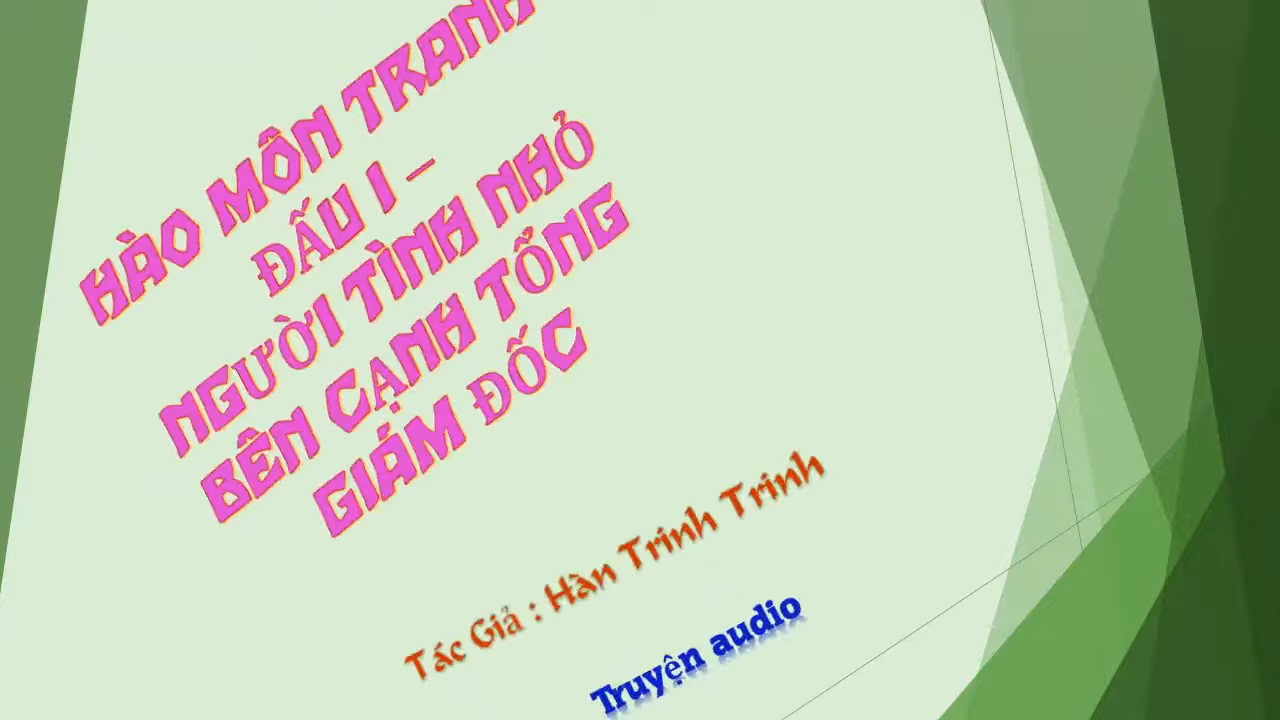 HÀO MÔN TRANH
ĐẤU I –
NGƯỜI TÌNH NHỎ
BÊN CẠNH TỔNG
GIÁM ĐỐC
Tác Giả : Hàn Trinh Trinh
Truyện audio